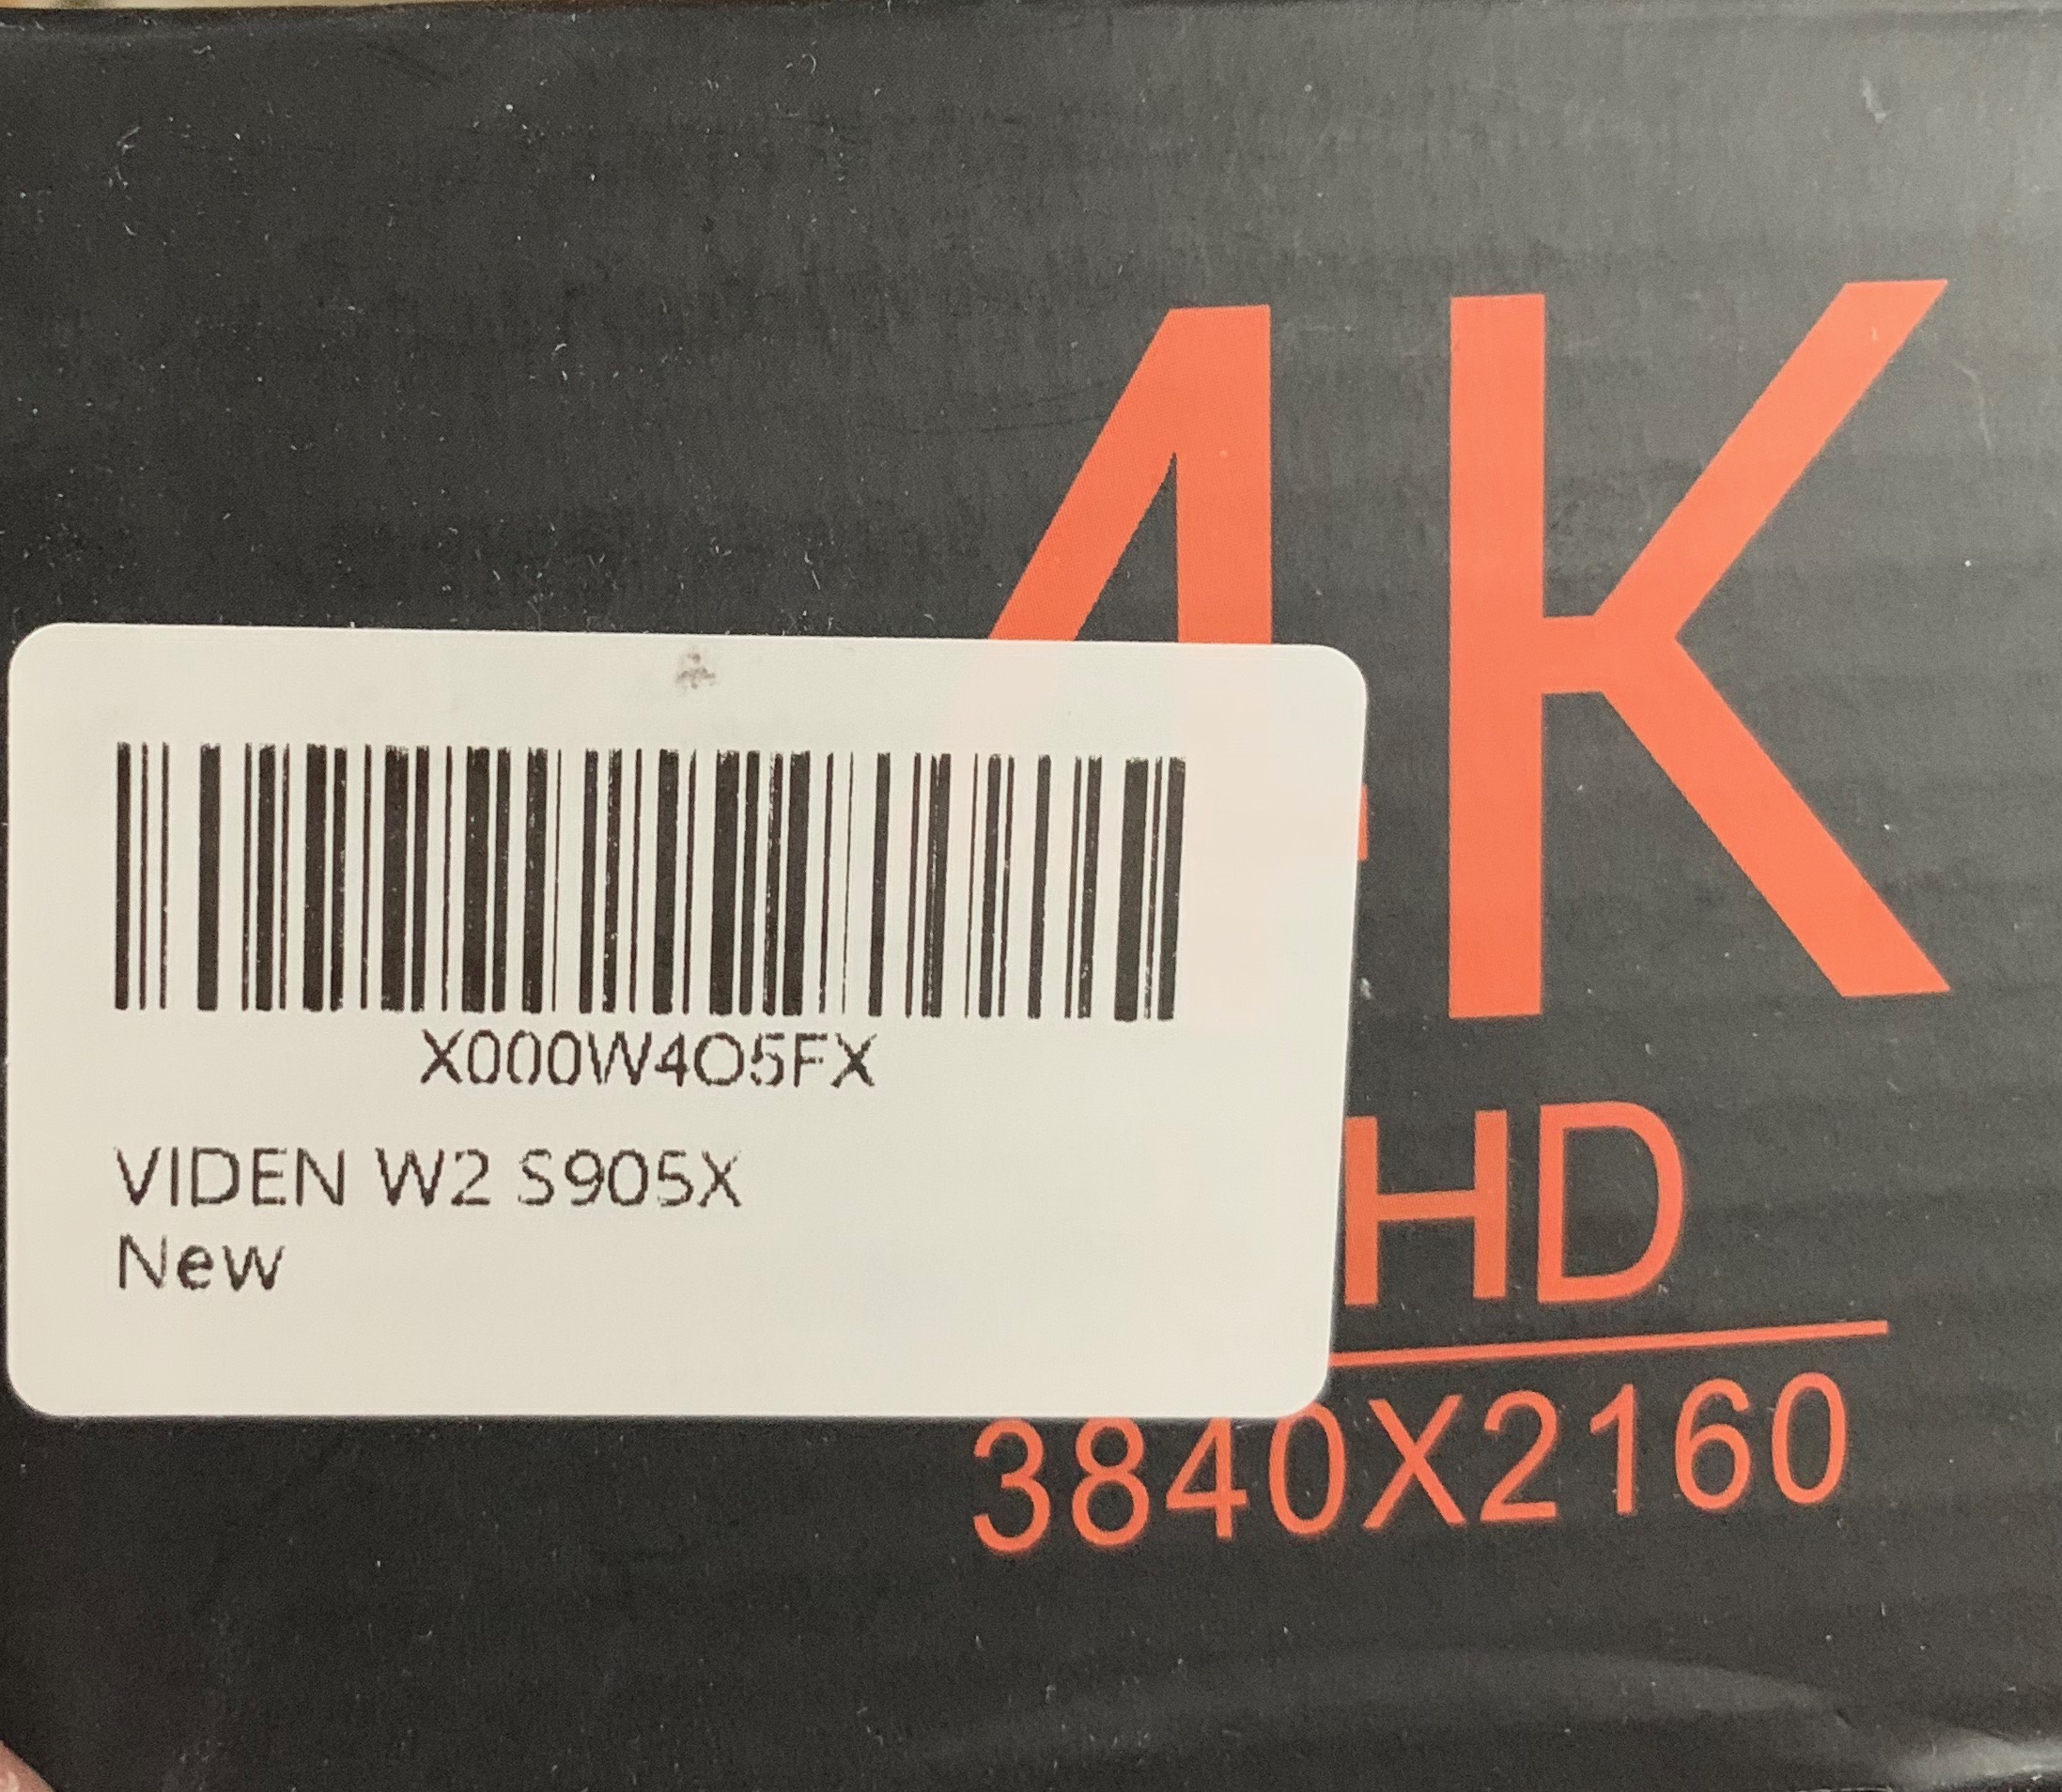 4K
HD
3840X2160
X000W4O5FX
VIDEN W2 S905X
New